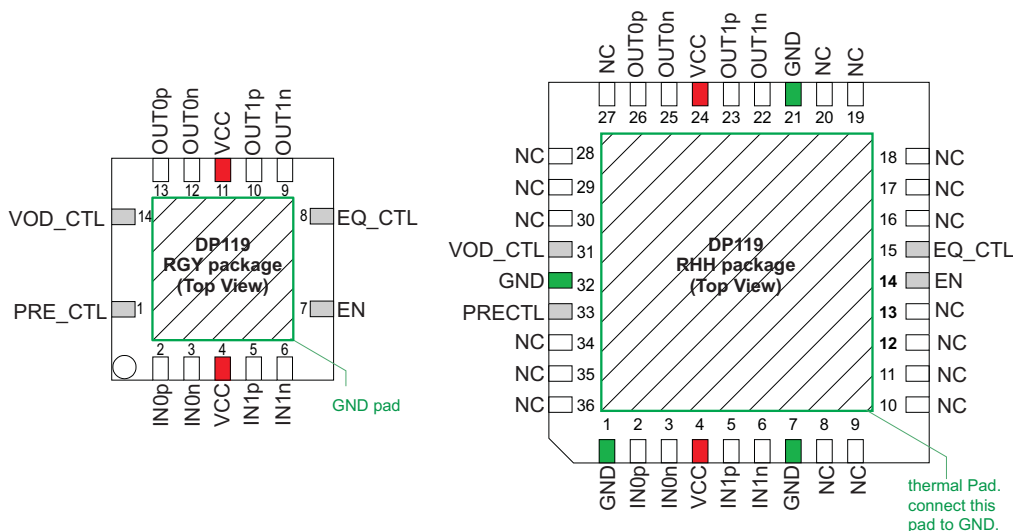 OUT0p
OUT0n
VCC
OUT1p
OUT1n
13
12
11
10
9
VOD_CTL
14
8
EQ_CTL
DP119
RGY package
(Top View)
PRE_CTL
1
7
EN
2
3
4
5
6
IN0p
IN0n
VCC
IN1p
IN1n
GND pad
NC
OUT0p
OUT0n
VCC
OUT1p
OUT1n
GND
NC
NC
27
26
25
24
23
22
21
20
19
NC
28
18
NC
NC
29
17
NC
NC
30
16
NC
VOD_CTL
31
15
EQ_CTL
DP119
RHH package
(Top View)
GND
32
14
EN
PRECTL
33
13
NC
NC
34
12
NC
NC
35
11
NC
NC
36
10
NC
1
2
3
4
5
6
7
8
9
GND
IN0p
IN0n
VCC
IN1p
IN1n
GND
NC
NC
thermal Pad.
connect this
pad to GND.